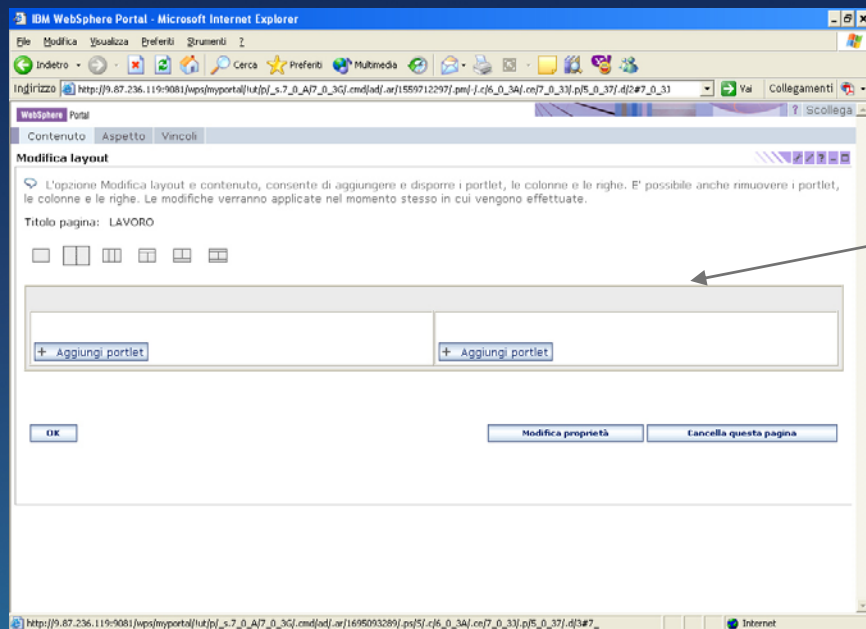 IBM WebSphere Portal - Microsoft Internet Explorer
File Modifica Visualizza Preferiti Strumenti ?
Indietro Cerca Preferiti Multimedia
Indirizzo http://9.87.236.119:9081/wps/myportal/!ut/p/_s.7_0_A/7_0_3G/.cmd/ad/.ar/1559712297/.pm/-/.c/6_0_3A/.ce/7_0_33/.p/5_0_37/.d/2#7_0_33 Vai Collegamenti
WebSphere Portal ? Scollega
Contenuto Aspetto Vincoli
Modifica layout
L'opzione Modifica layout e contenuto, consente di aggiungere e disporre i portlet, le colonne e le righe. E' possibile anche rimuovere i portlet,
le colonne e le righe. Le modifiche verranno applicate nel momento stesso in cui vengono effettuate.
Titolo pagina: LAVORO
+ Aggiungi portlet + Aggiungi portlet
OK Modifica proprietà Cancella questa pagina
http://9.87.236.119:9081/wps/myportal/!ut/p/_s.7_0_A/7_0_3G/.cmd/ad/.ar/1695093289/.ps/5/.c/6_0_3A/.ce/7_0_33/.p/5_0_37/.d/3#7_ Internet